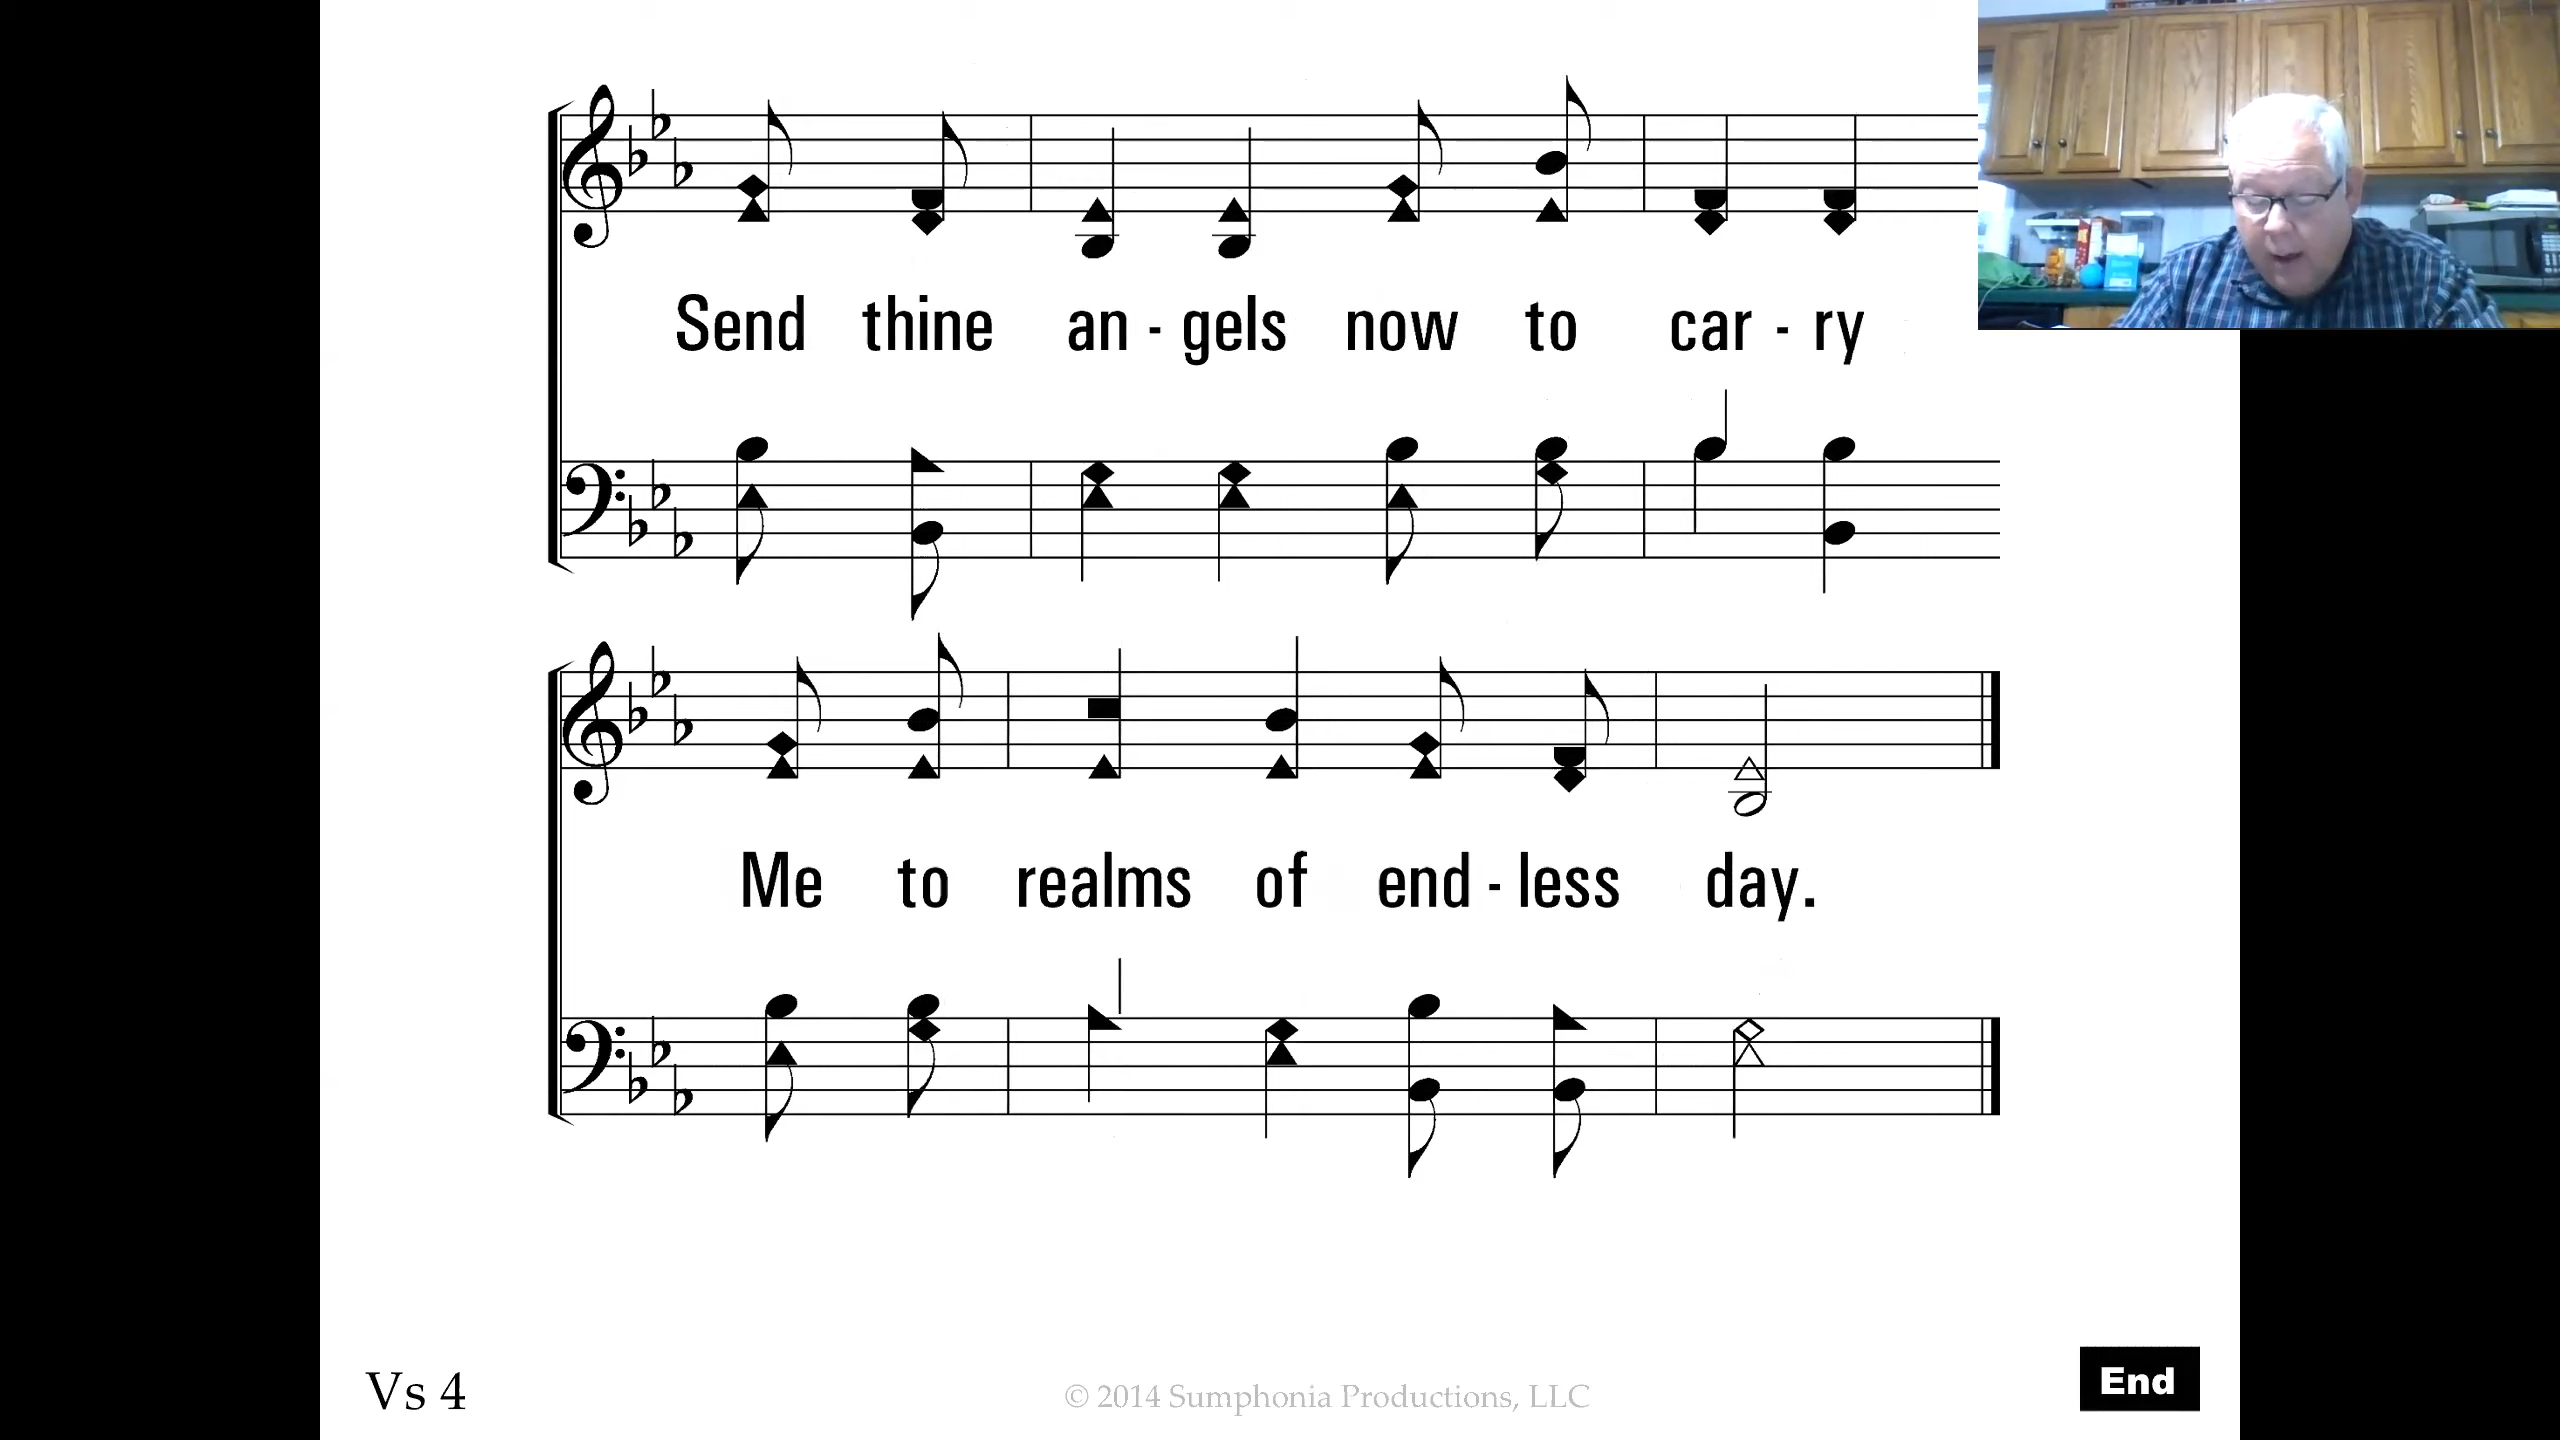 Send thine an - gels now to car - ry
Me to realms of end - less day.
Vs 4
© 2014 Sumphonia Productions, LLC
End